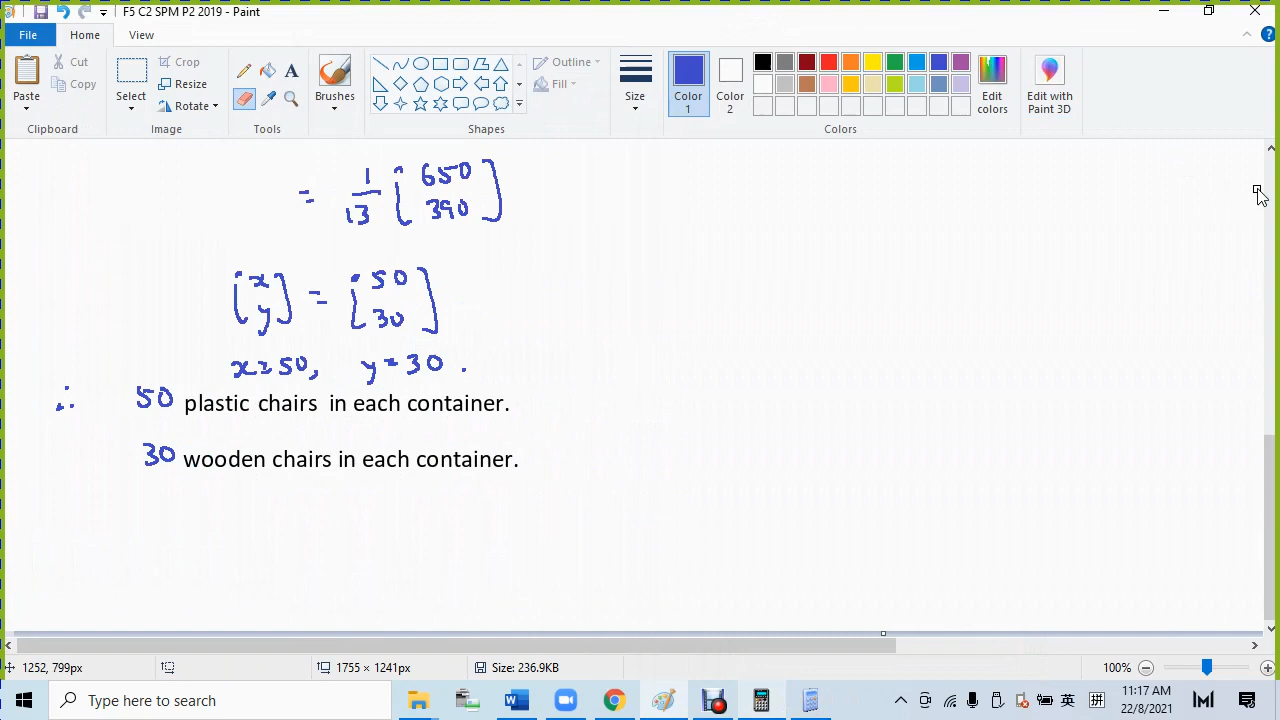 F5 C2 SPM P2 2019 - Paint
File Home View
Paste Cut Copy Select Crop Resize Rotate Brushes Outline Fill Size Color 1 Color 2 Edit colors Edit with Paint 3D
Clipboard Image Tools Shapes Colors
= 1/13 [650 390]
[x y] = [50 30]
x=50, y=30.
∴ 50 plastic chairs in each container.
30 wooden chairs in each container.
1252, 799px 1755 × 1241px Size: 236.9KB 100%
Type here to search 英 拼 11:17 AM
22/8/2021